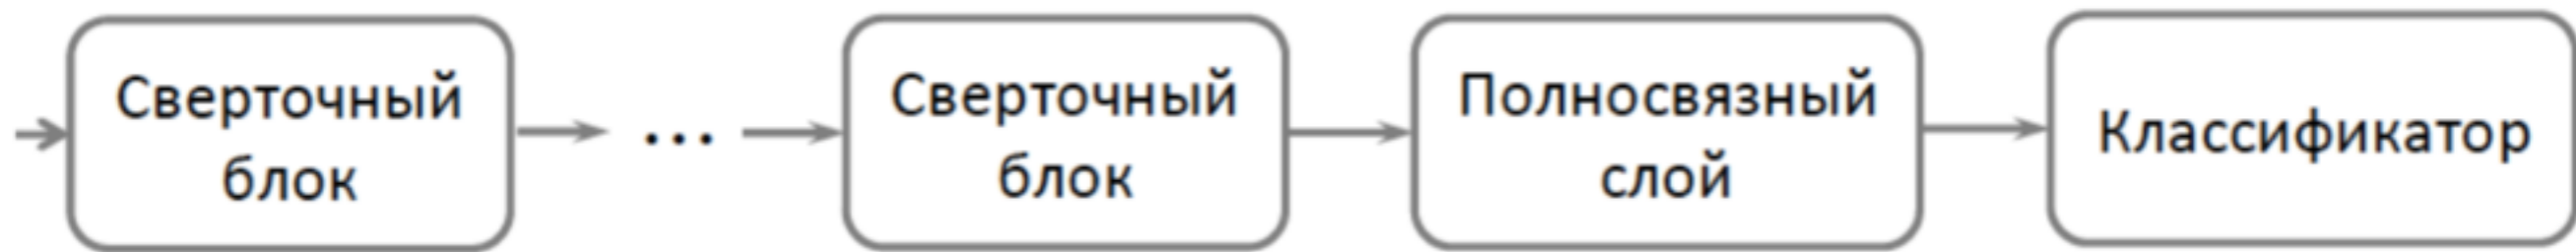 Сверточный
блок
...
Сверточный
блок
Полносвязный
слой
Классификатор